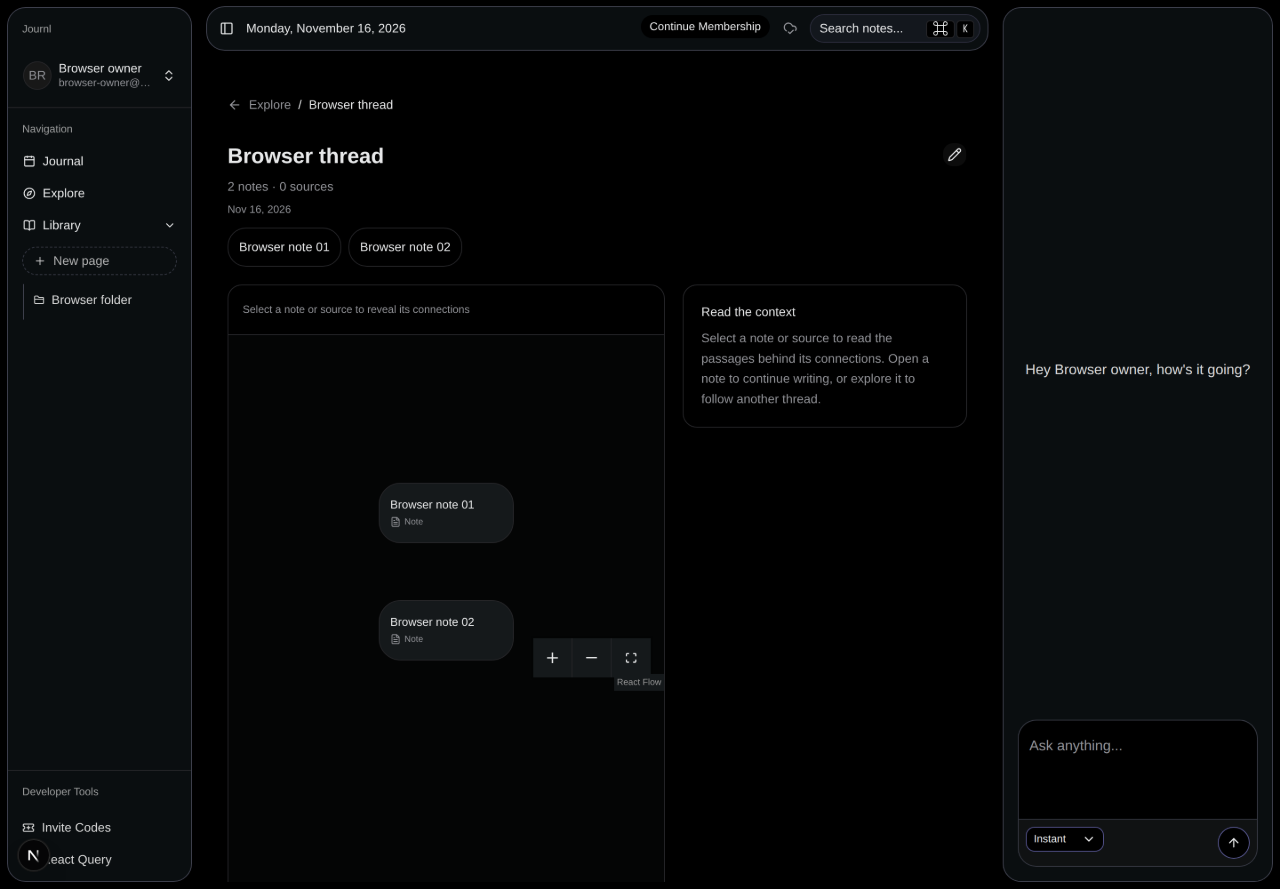 Journl
BR
Browser owner
browser-owner@...
Navigation
Journal
Explore
Library
New page
Browser folder
Developer Tools
Invite Codes
N
eact Query
Monday, November 16, 2026
Continue Membership
Search notes...
⌘ K
Explore / Browser thread
Browser thread
2 notes · 0 sources
Nov 16, 2026
Browser note 01
Browser note 02
Select a note or source to reveal its connections
Browser note 01
Note
Browser note 02
Note
React Flow
Read the context
Select a note or source to read the
passages behind its connections. Open a
note to continue writing, or explore it to
follow another thread.
Hey Browser owner, how's it going?
Ask anything...
Instant